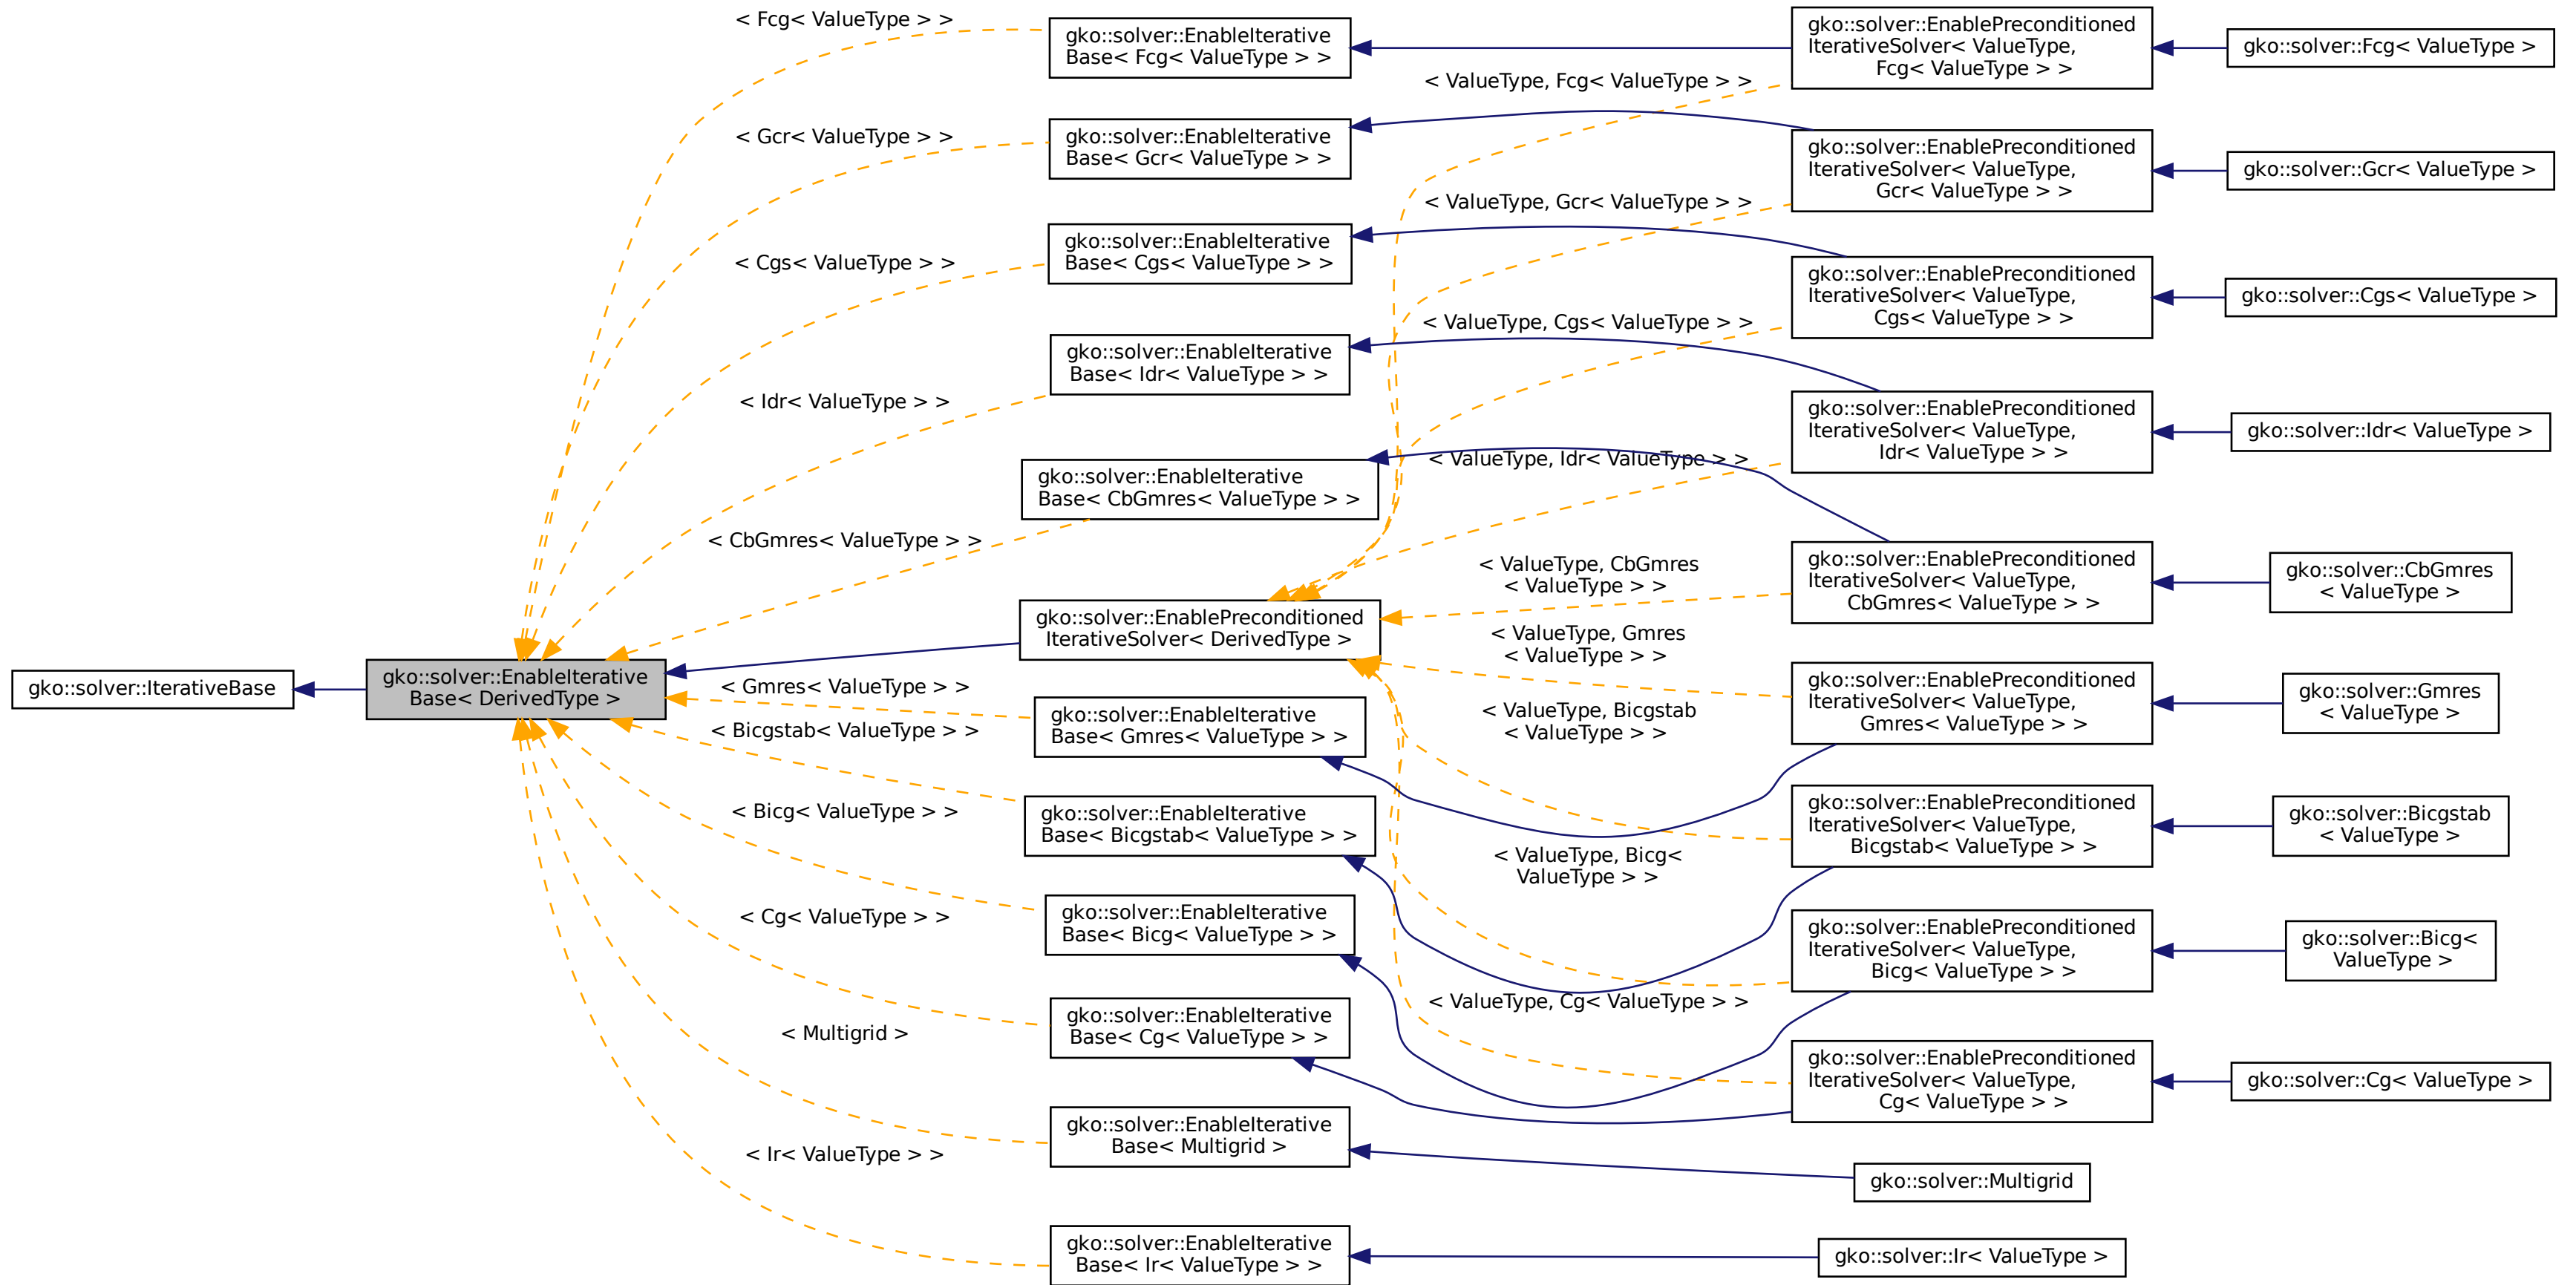 gko::solver::IterativeBase
gko::solver::EnableIterative
Base< DerivedType >
< Fcg< ValueType > >
< Gcr< ValueType > >
< Cgs< ValueType > >
< Idr< ValueType > >
< CbGmres< ValueType > >
< Gmres< ValueType > >
< Bicgstab< ValueType > >
< Bicg< ValueType > >
< Cg< ValueType > >
< Multigrid >
< Ir< ValueType > >
gko::solver::EnableIterative
Base< Fcg< ValueType > >
gko::solver::EnableIterative
Base< Gcr< ValueType > >
gko::solver::EnableIterative
Base< Cgs< ValueType > >
gko::solver::EnableIterative
Base< Idr< ValueType > >
gko::solver::EnableIterative
Base< CbGmres< ValueType > >
gko::solver::EnablePreconditioned
IterativeSolver< DerivedType >
gko::solver::EnableIterative
Base< Gmres< ValueType > >
gko::solver::EnableIterative
Base< Bicgstab< ValueType > >
gko::solver::EnableIterative
Base< Bicg< ValueType > >
gko::solver::EnableIterative
Base< Cg< ValueType > >
gko::solver::EnableIterative
Base< Multigrid >
gko::solver::EnableIterative
Base< Ir< ValueType > >
< ValueType, Fcg< ValueType > >
< ValueType, Gcr< ValueType > >
< ValueType, Cgs< ValueType > >
< ValueType, Idr< ValueType > >
< ValueType, CbGmres
< ValueType > >
< ValueType, Gmres
< ValueType > >
< ValueType, Bicgstab
< ValueType > >
< ValueType, Bicg<
ValueType > >
< ValueType, Cg< ValueType > >
gko::solver::EnablePreconditioned
IterativeSolver< ValueType,
Fcg< ValueType > >
gko::solver::EnablePreconditioned
IterativeSolver< ValueType,
Gcr< ValueType > >
gko::solver::EnablePreconditioned
IterativeSolver< ValueType,
Cgs< ValueType > >
gko::solver::EnablePreconditioned
IterativeSolver< ValueType,
Idr< ValueType > >
gko::solver::EnablePreconditioned
IterativeSolver< ValueType,
CbGmres< ValueType > >
gko::solver::EnablePreconditioned
IterativeSolver< ValueType,
Gmres< ValueType > >
gko::solver::EnablePreconditioned
IterativeSolver< ValueType,
Bicgstab< ValueType > >
gko::solver::EnablePreconditioned
IterativeSolver< ValueType,
Bicg< ValueType > >
gko::solver::EnablePreconditioned
IterativeSolver< ValueType,
Cg< ValueType > >
gko::solver::Multigrid
gko::solver::Ir< ValueType >
gko::solver::Fcg< ValueType >
gko::solver::Gcr< ValueType >
gko::solver::Cgs< ValueType >
gko::solver::Idr< ValueType >
gko::solver::CbGmres
< ValueType >
gko::solver::Gmres
< ValueType >
gko::solver::Bicgstab
< ValueType >
gko::solver::Bicg<
ValueType >
gko::solver::Cg< ValueType >